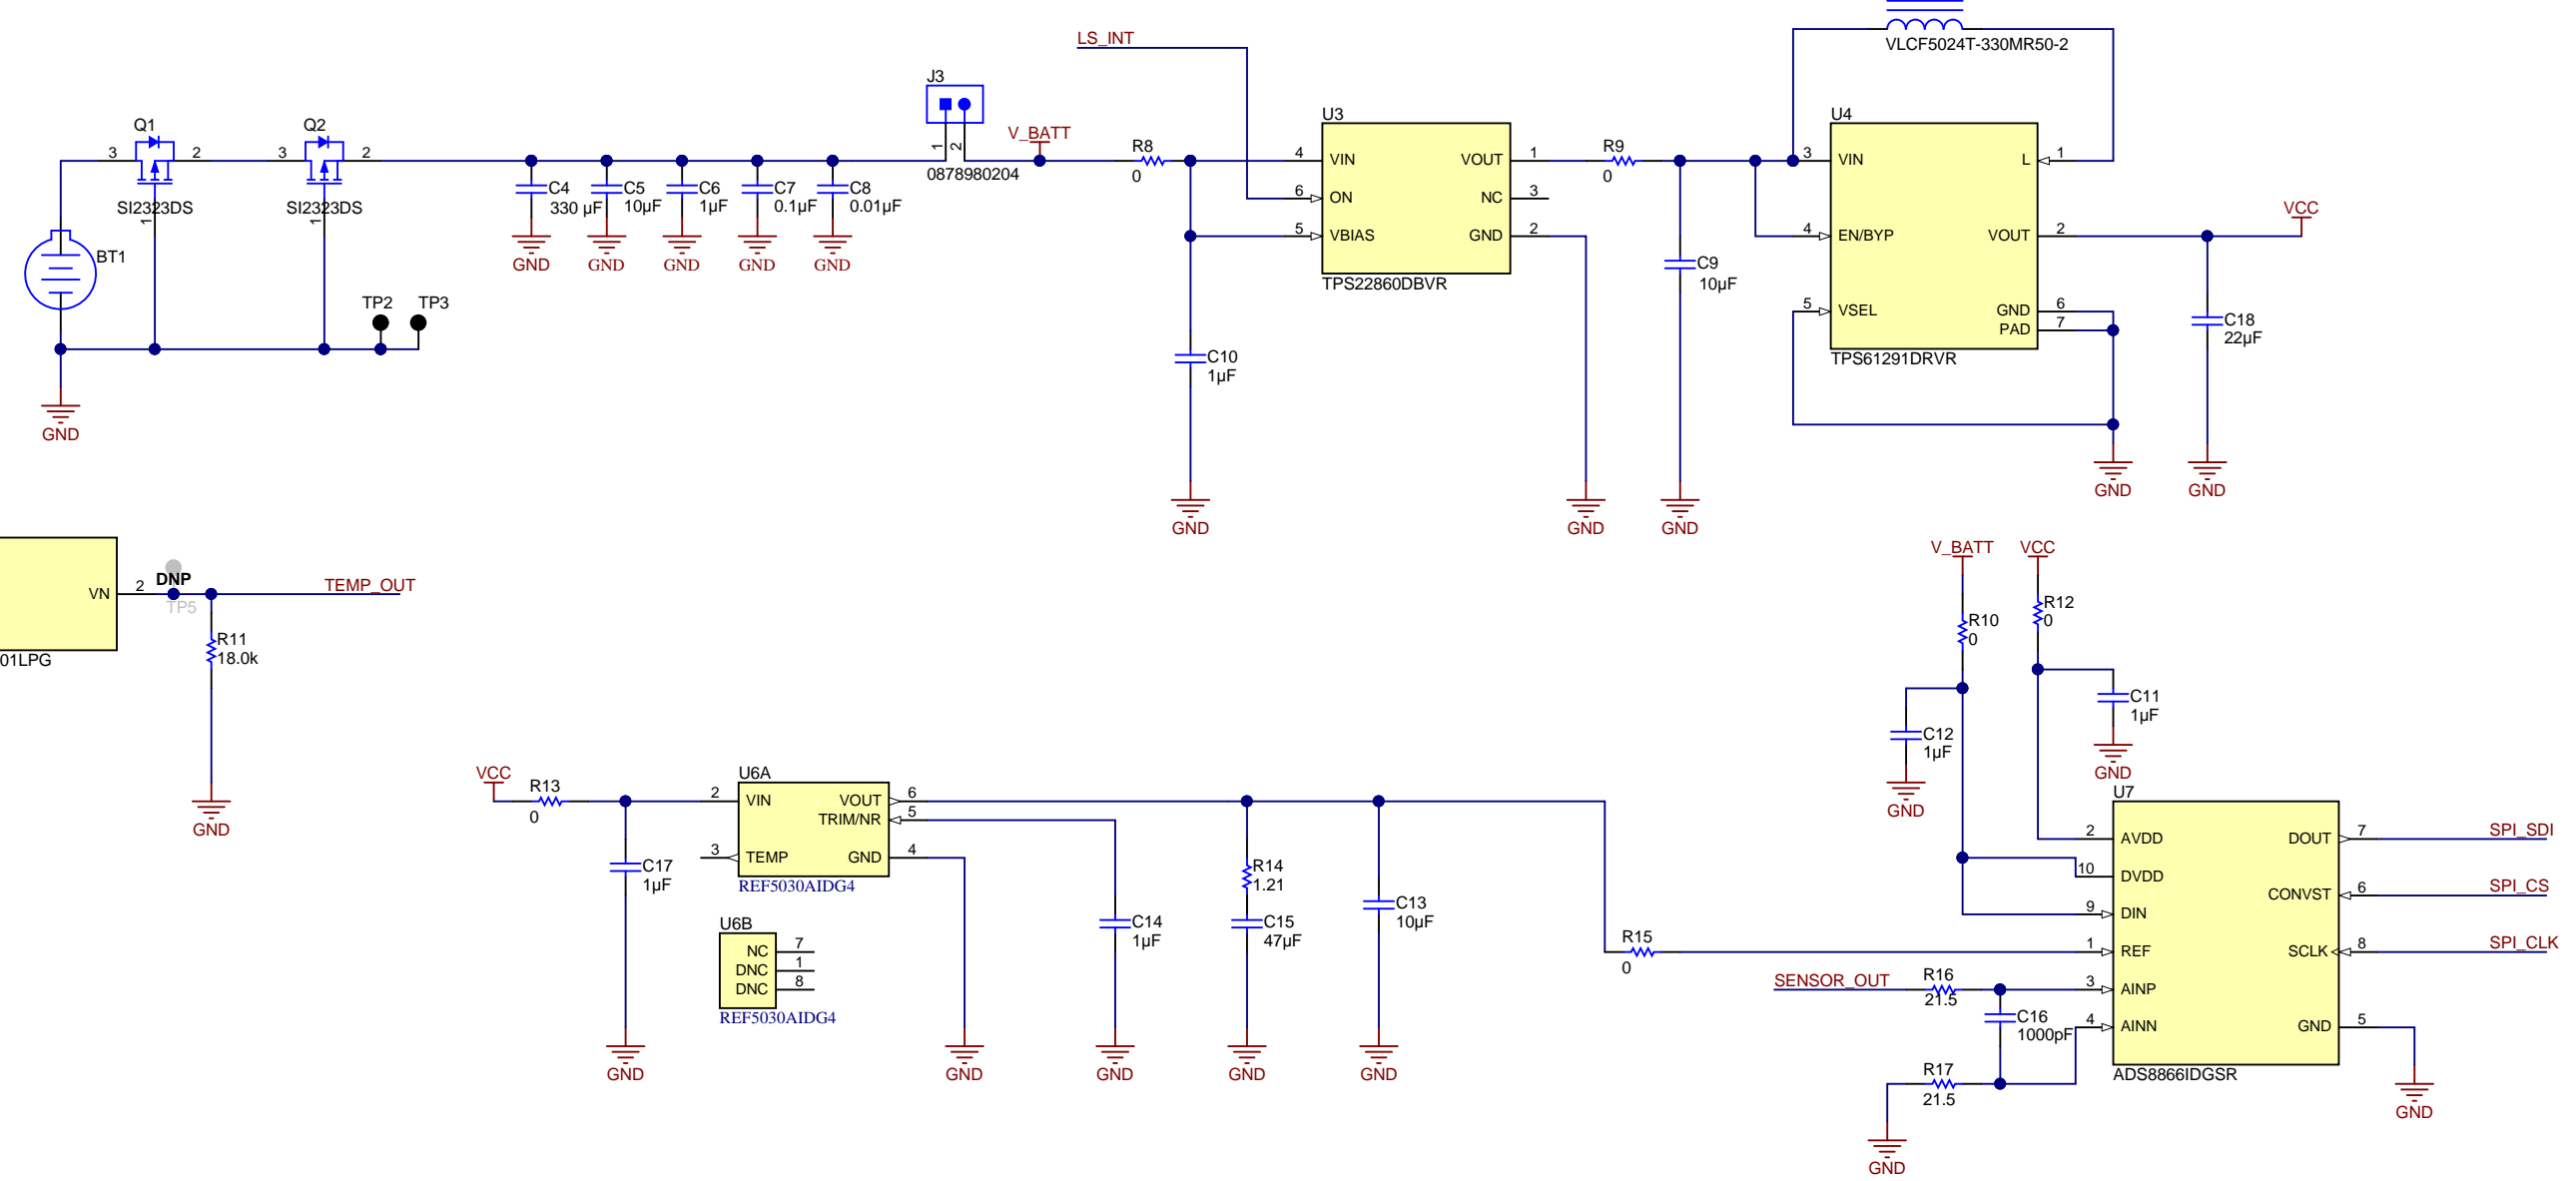 LS_INT
VLCF5024T-330MR50-2
J3
Q1
Q2
V_BATT
R8
0
U3
R9
0
U4
3
2
3
2
1
2
0878980204
4
VIN
VOUT
1
3
VIN
L
1
SI2323DS
SI2323DS
1
1
C4
330 µF
C5
10µF
C6
1µF
C7
0.1µF
C8
0.01µF
6
ON
NC
3
5
VBIAS
GND
2
4
EN/BYP
VOUT
2
VCC
GND
GND
GND
GND
GND
BT1
TPS22860DBVR
C9
10µF
TP2
TP3
5
VSEL
GND
6
PAD
7
C18
22µF
C10
1µF
TPS61291DRVR
GND
GND
GND
GND
GND
GND
VN
2
DNP
TP5
TEMP_OUT
01LPG
R11
18.0k
GND
V_BATT
VCC
R10
0
R12
0
C11
1µF
C12
1µF
GND
GND
VCC
R13
0
U6A
2
VIN
VOUT
6
TRIM/NR
5
3
TEMP
GND
4
REF5030AIDG4
C17
1µF
R14
1.21
C13
10µF
C14
1µF
C15
47µF
U6B
NC
7
DNC
1
DNC
8
REF5030AIDG4
GND
GND
GND
GND
GND
U7
2
AVDD
DOUT
7
SPI_SDI
10
DVDD
CONVST
6
SPI_CS
9
DIN
R15
0
1
REF
SCLK
8
SPI_CLK
SENSOR_OUT
R16
21.5
3
AINP
C16
1000pF
4
AINN
GND
5
R17
21.5
ADS8866IDGSR
GND
GND